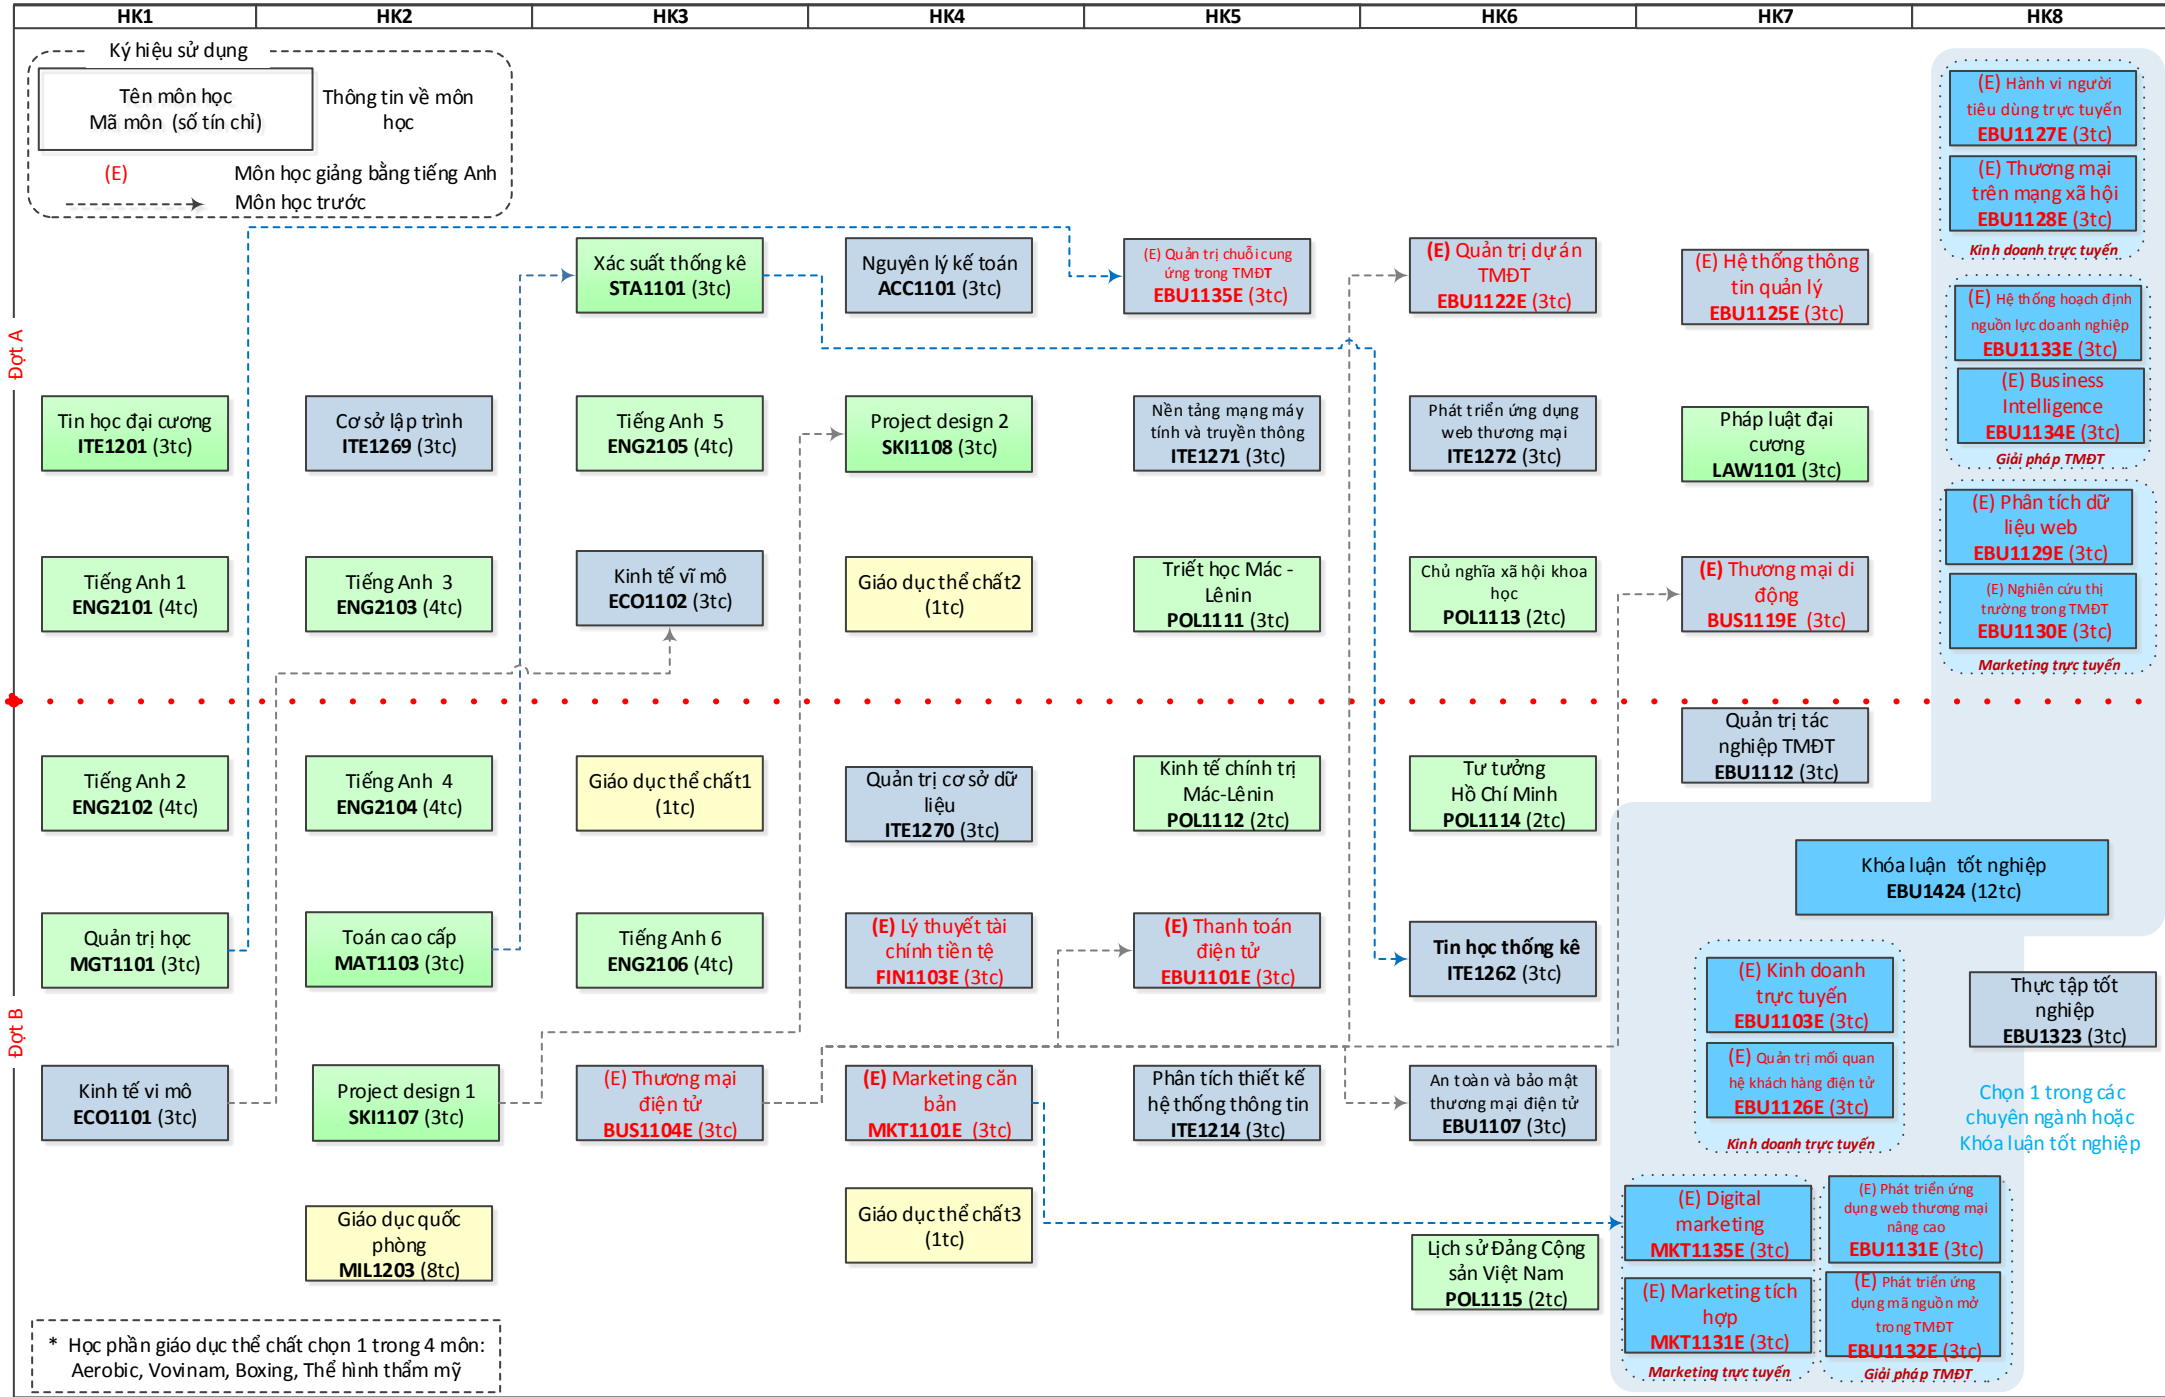 HK1 HK2 HK3 HK4 HK5 HK6 HK7 HK8
Ký hiệu sử dụng
Tên môn học
Mã môn (số tín chỉ)
Thông tin về môn
học
(E) Môn học giảng bằng tiếng Anh
Môn học trước
Đợt A
Đợt B
Tin học đại cương
ITE1201 (3tc)
Tiếng Anh 1
ENG2101 (4tc)
Tiếng Anh 2
ENG2102 (4tc)
Quản trị học
MGT1101 (3tc)
Kinh tế vi mô
ECO1101 (3tc)
Cơ sở lập trình
ITE1269 (3tc)
Tiếng Anh 3
ENG2103 (4tc)
Tiếng Anh 4
ENG2104 (4tc)
Toán cao cấp
MAT1103 (3tc)
Project design 1
SKI1107 (3tc)
Giáo dục quốc
phòng
MIL1203 (8tc)
Xác suất thống kê
STA1101 (3tc)
Tiếng Anh 5
ENG2105 (4tc)
Kinh tế vĩ mô
ECO1102 (3tc)
Giáo dục thể chất1
(1tc)
Tiếng Anh 6
ENG2106 (4tc)
(E) Thương mại
điện tử
BUS1104E (3tc)
Nguyên lý kế toán
ACC1101 (3tc)
Project design 2
SKI1108 (3tc)
Giáo dục thể chất2
(1tc)
Quản trị cơ sở dữ
liệu
ITE1270 (3tc)
(E) Lý thuyết tài
chính tiền tệ
FIN1103E (3tc)
(E) Marketing căn
bản
MKT1101E (3tc)
Giáo dục thể chất3
(1tc)
(E) Quản trị chuỗi cung
ứng trong TMĐT
EBU1135E (3tc)
Nền tảng mạng máy
tính và truyền thông
ITE1271 (3tc)
Triết học Mác -
Lênin
POL1111 (3tc)
Kinh tế chính trị
Mác-Lênin
POL1112 (2tc)
(E) Thanh toán
điện tử
EBU1101E (3tc)
Phân tích thiết kế
hệ thống thông tin
ITE1214 (3tc)
(E) Quản trị dự án
TMĐT
EBU1122E (3tc)
Phát triển ứng dụng
web thương mại
ITE1272 (3tc)
Chủ nghĩa xã hội khoa
học
POL1113 (2tc)
Tư tưởng
Hồ Chí Minh
POL1114 (2tc)
Tin học thống kê
ITE1262 (3tc)
An toàn và bảo mật
thương mại điện tử
EBU1107 (3tc)
Lịch sử Đảng Cộng
sản Việt Nam
POL1115 (2tc)
(E) Hệ thống thông
tin quản lý
EBU1125E (3tc)
Pháp luật đại
cương
LAW1101 (3tc)
(E) Thương mại di
động
BUS1119E (3tc)
Quản trị tác
nghiệp TMĐT
EBU1112 (3tc)
Khóa luận tốt nghiệp
EBU1424 (12tc)
(E) Kinh doanh
trực tuyến
EBU1103E (3tc)
(E) Quản trị mối quan
hệ khách hàng điện tử
EBU1126E (3tc)
Kinh doanh trực tuyến
(E) Digital
marketing
MKT1135E (3tc)
(E) Marketing tích
hợp
MKT1131E (3tc)
Marketing trực tuyến
(E) Phát triển ứng
dụng web thương mại
nâng cao
EBU1131E (3tc)
(E) Phát triển ứng
dụng mã nguồn mở
trong TMĐT
EBU1132E (3tc)
Giải pháp TMĐT
(E) Hành vi người
tiêu dùng trực tuyến
EBU1127E (3tc)
(E) Thương mại
trên mạng xã hội
EBU1128E (3tc)
Kinh doanh trực tuyến
(E) Hệ thống hoạch định
nguồn lực doanh nghiệp
EBU1133E (3tc)
(E) Business
Intelligence
EBU1134E (3tc)
Giải pháp TMĐT
(E) Phân tích dữ
liệu web
EBU1129E (3tc)
(E) Nghiên cứu thị
trường trong TMĐT
EBU1130E (3tc)
Marketing trực tuyến
Thực tập tốt
nghiệp
EBU1323 (3tc)
Chọn 1 trong các
chuyên ngành hoặc
Khóa luận tốt nghiệp
* Học phần giáo dục thể chất chọn 1 trong 4 môn:
Aerobic, Vovinam, Boxing, Thể hình thẩm mỹ